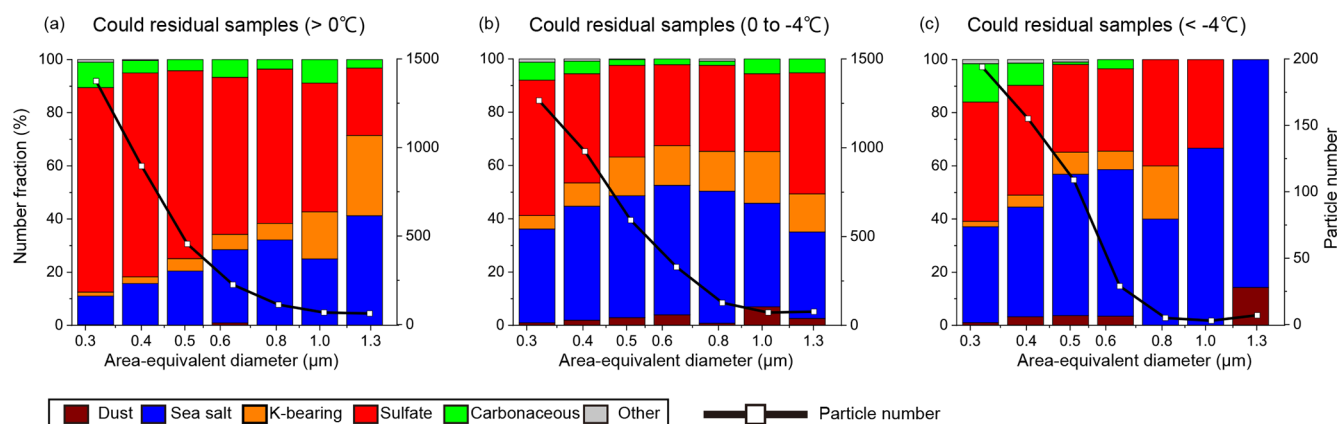 (a) Could residual samples (> 0℃)
(b) Could residual samples (0 to -4℃)
(c) Could residual samples (< -4℃)
Number fraction (%)
100
80
60
40
20
0
1500
1000
500
0
0.3 0.4 0.5 0.6 0.8 1.0 1.3
Area-equivalent diameter (µm)
100
80
60
40
20
0
1500
1000
500
0
0.3 0.4 0.5 0.6 0.8 1.0 1.3
Area-equivalent diameter (µm)
100
80
60
40
20
0
200
150
100
50
0
Particle number
0.3 0.4 0.5 0.6 0.8 1.0 1.3
Area-equivalent diameter (µm)
Dust Sea salt K-bearing Sulfate Carbonaceous Other Particle number